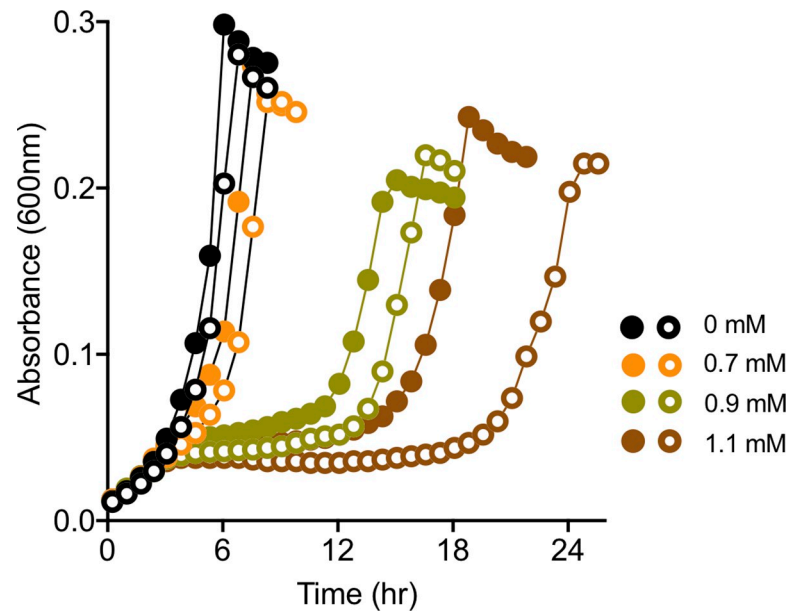 0.3
0.2
0.1
0.0
Absorbance (600nm)
0 6 12 18 24
Time (hr)
0 mM
0.7 mM
0.9 mM
1.1 mM